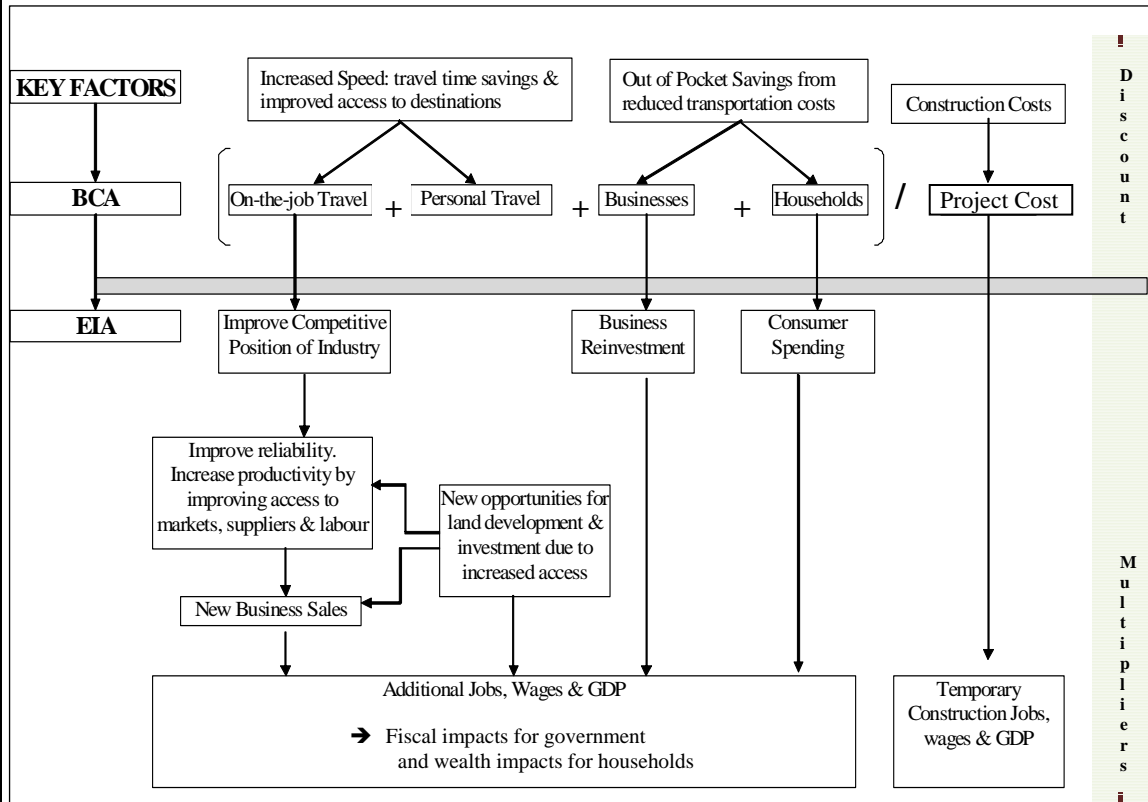 KEY FACTORS
Increased Speed: travel time savings &
improved access to destinations
Out of Pocket Savings from
reduced transportation costs
Construction Costs
BCA
On-the-job Travel
+
Personal Travel
+
Businesses
+
Households
/
Project Cost
EIA
Improve Competitive
Position of Industry
Business
Reinvestment
Consumer
Spending
Improve reliability.
Increase productivity by
improving access to
markets, suppliers & labour
New opportunities for
land development &
investment due to
increased access
New Business Sales
Additional Jobs, Wages & GDP
➔ Fiscal impacts for government
and wealth impacts for households
Temporary
Construction Jobs,
wages & GDP
Discount
Multipliers